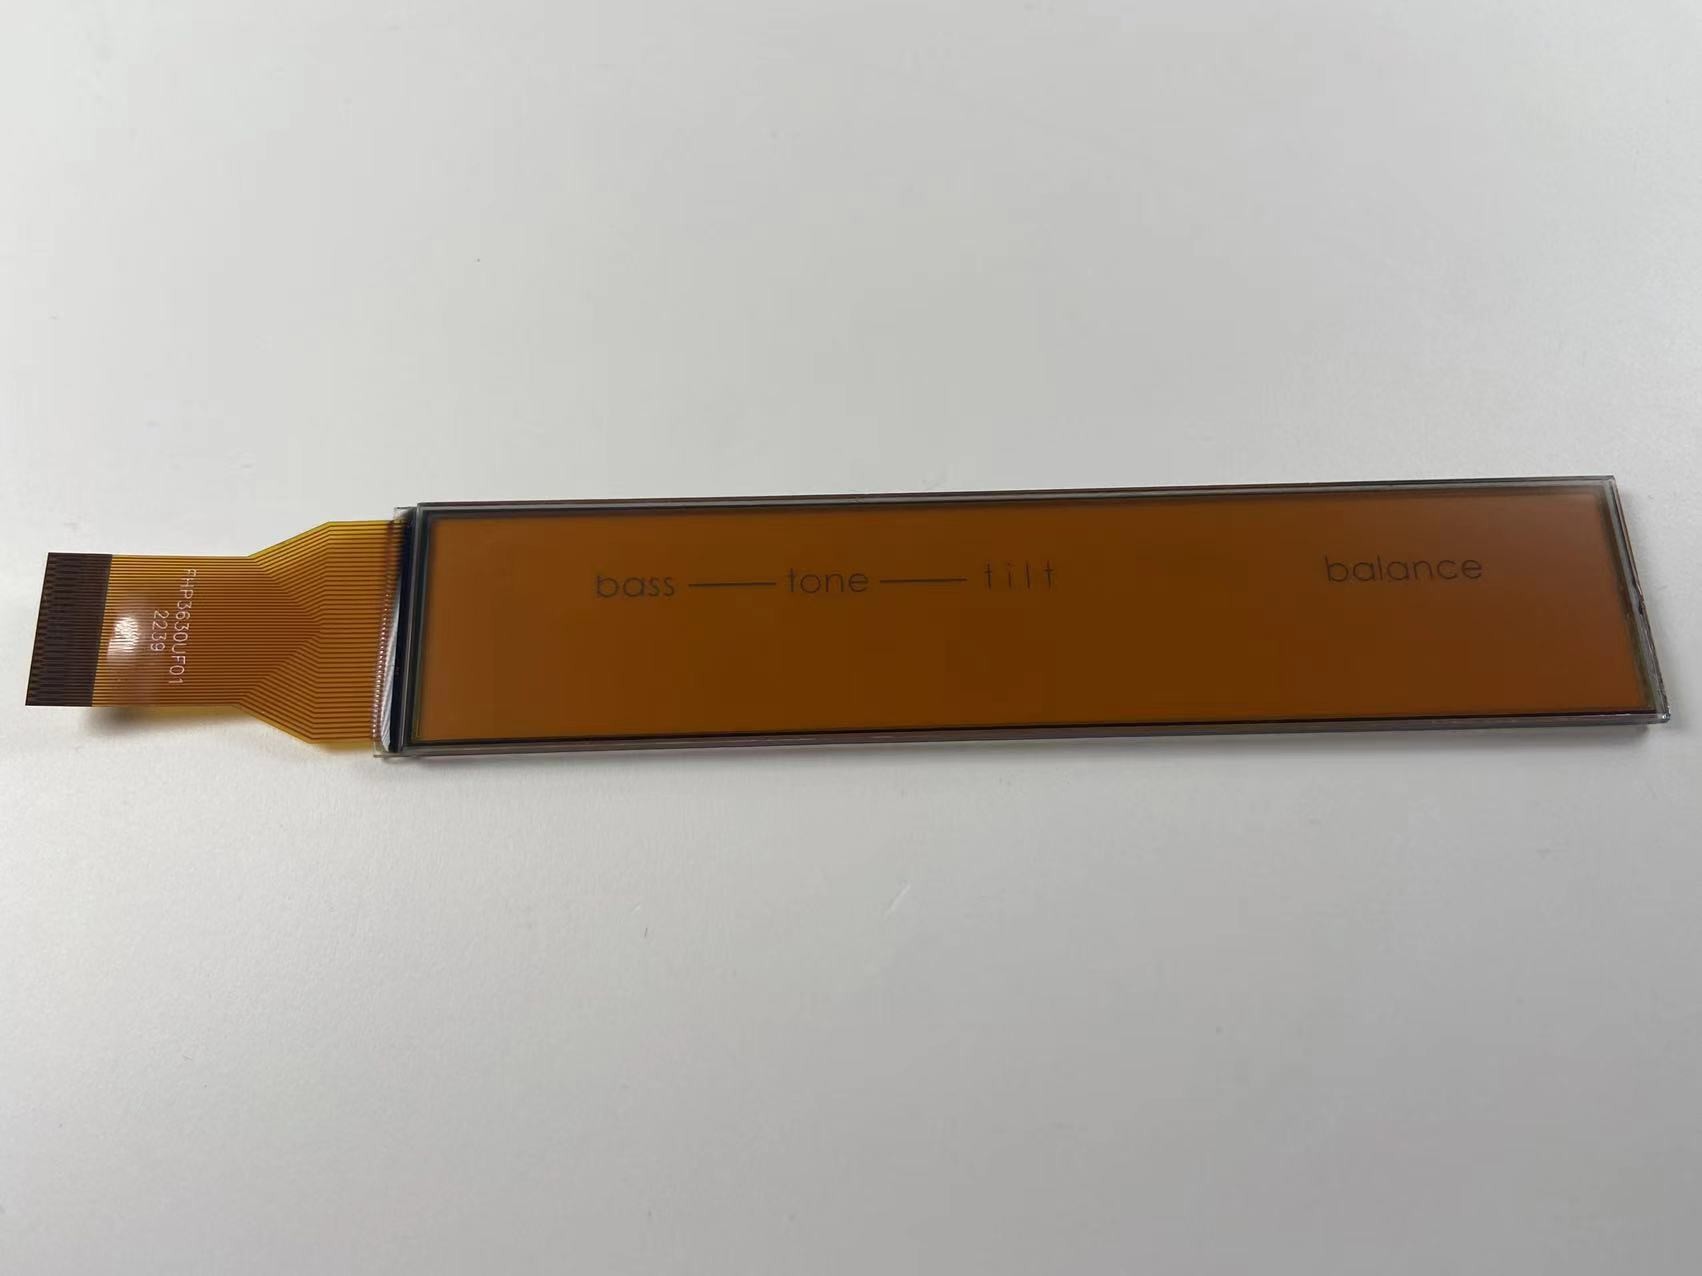 bass — tone — tilt balance
FHP3630UF01
2239